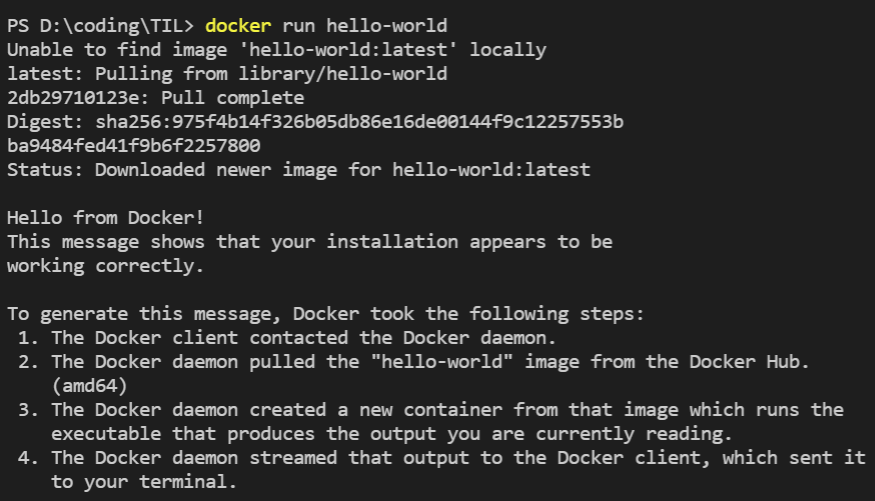 PS D:\coding\TIL> docker run hello-world
Unable to find image 'hello-world:latest' locally
latest: Pulling from library/hello-world
2db29710123e: Pull complete
Digest: sha256:975f4b14f326b05db86e16de00144f9c12257553b
ba9484fed41f9b6f2257800
Status: Downloaded newer image for hello-world:latest
Hello from Docker!
This message shows that your installation appears to be
working correctly.
To generate this message, Docker took the following steps:
1. The Docker client contacted the Docker daemon.
2. The Docker daemon pulled the "hello-world" image from the Docker Hub.
(amd64)
3. The Docker daemon created a new container from that image which runs the
executable that produces the output you are currently reading.
4. The Docker daemon streamed that output to the Docker client, which sent it
to your terminal.